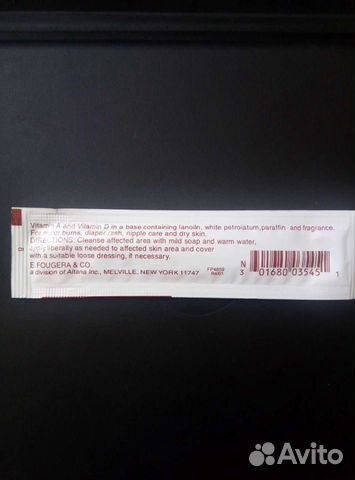 Vitamin A and Vitamin D in a base containing lanolin, white petrolatum, paraffin and fragrance.
For minor burns, diaper rash, nipple care and dry skin.
DIRECTIONS: Cleanse affected area with mild soap and warm water,
apply liberally as needed to affected skin area and cover
with a suitable loose dressing, if necessary.
E. FOUGERA & CO.
a division of Altana Inc., MELVILLE, NEW YORK 11747
N
3 01680 03545 1
Avito